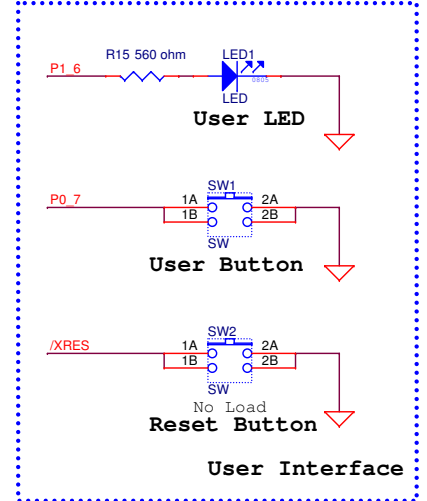 R15 560 ohm LED1
P1_6
0805
LED
User LED
SW1
P0_7 1A 2A
1B 2B
SW
User Button
SW2
/XRES 1A 2A
1B 2B
SW
No Load
Reset Button
User Interface